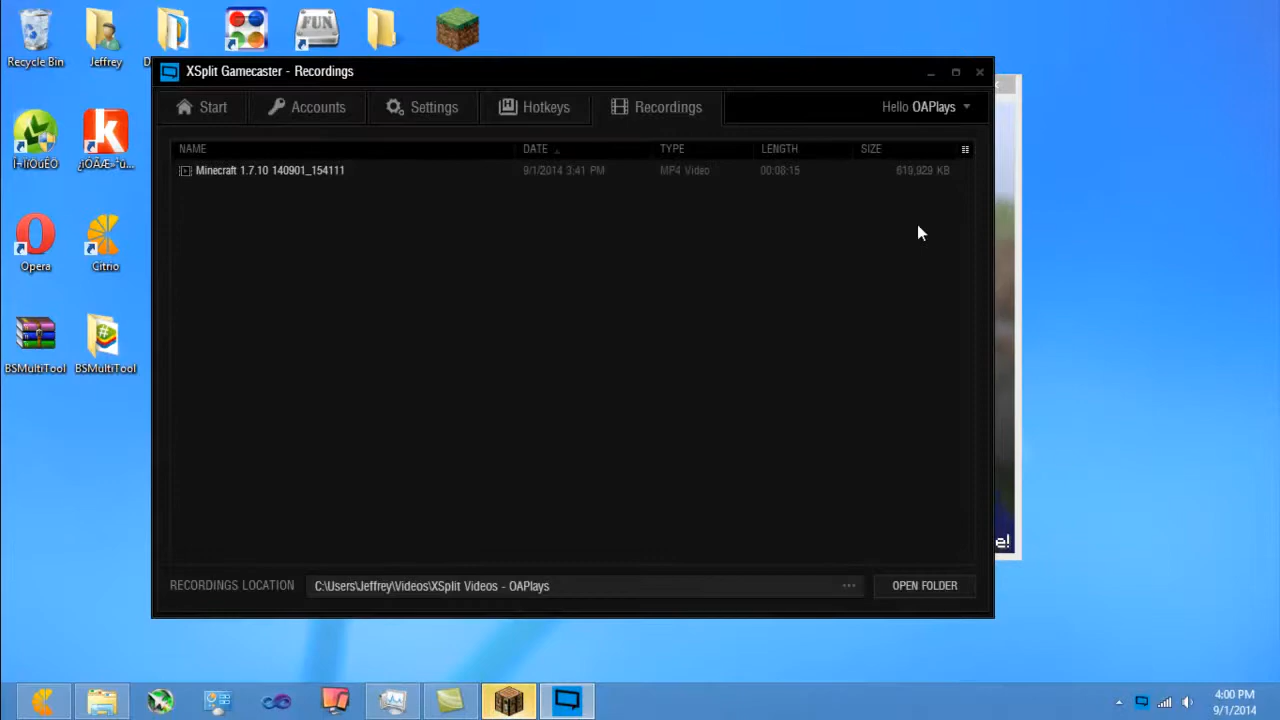 FUN
Recycle Bin
Jeffrey
XSplit Gamecaster - Recordings
Start
Accounts
Settings
Hotkeys
Recordings
Hello OAPlays
NAME DATE TYPE LENGTH SIZE
Minecraft 1.7.10 140901_154111 9/1/2014 3:41 PM MP4 Video 00:08:15 619,929 KB
Opera
Citrio
BSMultiTool
BSMultiTool
e!
RECORDINGS LOCATION C:\Users\Jeffrey\Videos\XSplit Videos - OAPlays ... OPEN FOLDER
4:00 PM
9/1/2014